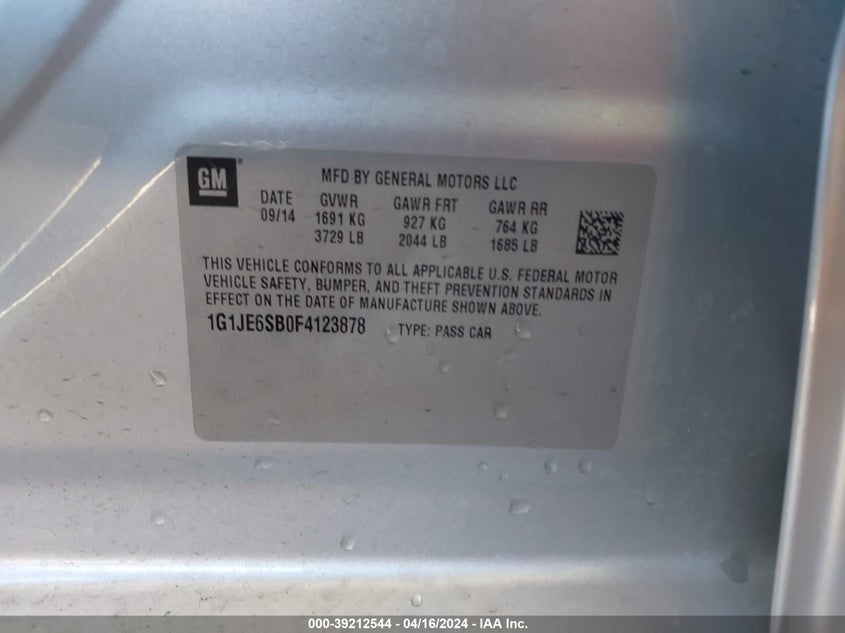 GM
MFD BY GENERAL MOTORS LLC
DATE GVWR GAWR FRT GAWR RR
09/14 1691 KG 927 KG 764 KG
3729 LB 2044 LB 1685 LB
THIS VEHICLE CONFORMS TO ALL APPLICABLE U.S. FEDERAL MOTOR
VEHICLE SAFETY, BUMPER, AND THEFT PREVENTION STANDARDS IN
EFFECT ON THE DATE OF MANUFACTURE SHOWN ABOVE.
1G1JE6SB0F4123878 TYPE: PASS CAR
000-39212544 - 04/16/2024 - Copart, Inc.